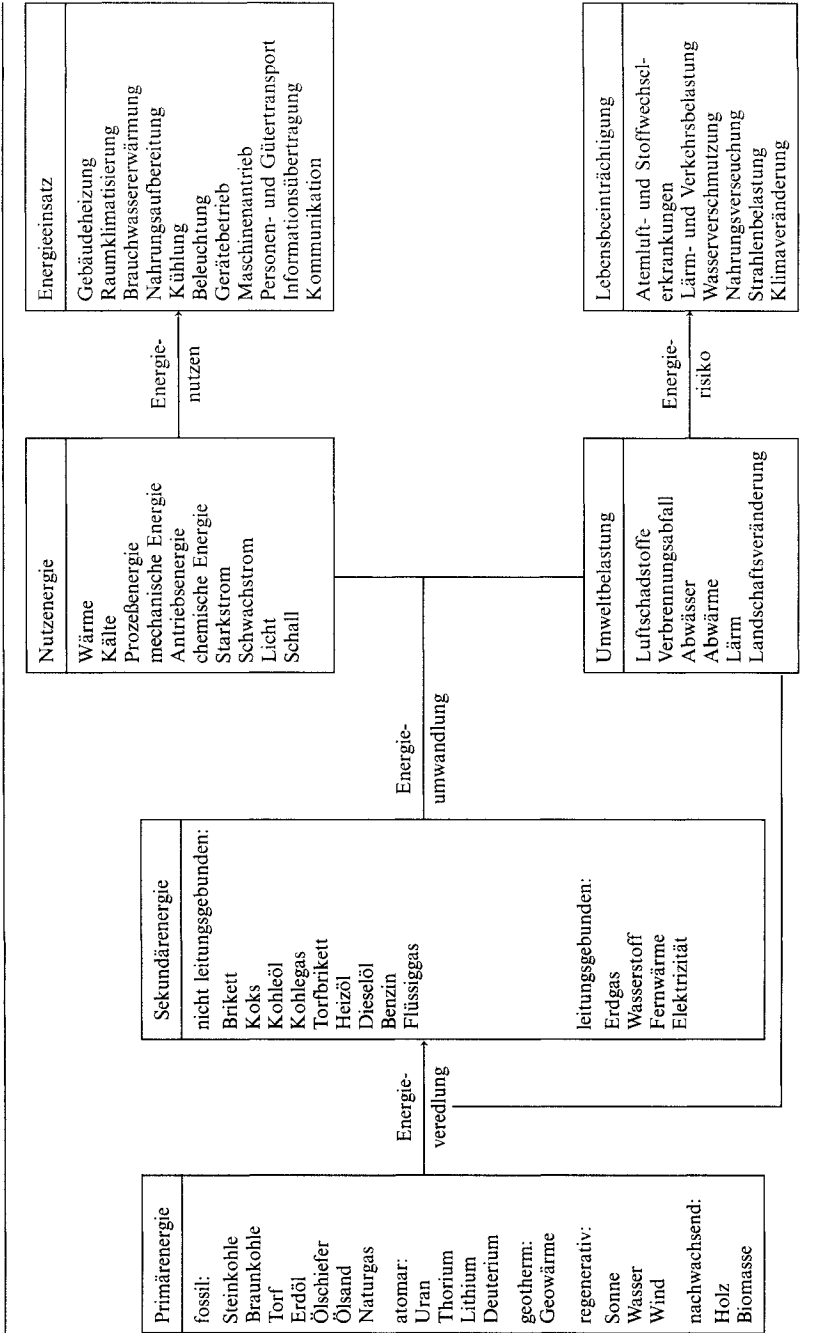 Primärenergie
fossil:
Steinkohle
Braunkohle
Torf
Erdöl
Ölschiefer
Ölsand
Naturgas
atomar:
Uran
Thorium
Lithium
Deuterium
geotherm:
Geowärme
regenerativ:
Sonne
Wasser
Wind
nachwachsend:
Holz
Biomasse
Energie-
veredlung
Sekundärenergie
nicht leitungsgebunden:
Brikett
Koks
Kohleöl
Kohlegas
Torfbrikett
Heizöl
Dieselöl
Benzin
Flüssiggas
leitungsgebunden:
Erdgas
Wasserstoff
Fernwärme
Elektrizität
Energie-
umwandlung
Nutzenergie
Wärme
Kälte
Prozeßenergie
mechanische Energie
Antriebsenergie
chemische Energie
Starkstrom
Schwachstrom
Licht
Schall
Energie-
nutzen
Energieeinsatz
Gebäudeheizung
Raumklimatisierung
Brauchwassererwärmung
Nahrungsaufbereitung
Kühlung
Beleuchtung
Gerätebetrieb
Maschinenantrieb
Personen- und Gütertransport
Informationsübertragung
Kommunikation
Umweltbelastung
Luftschadstoffe
Verbrennungsabfall
Abwässer
Abwärme
Lärm
Landschaftsveränderung
Energie-
risiko
Lebensbeeinträchtigung
Atemluft- und Stoffwechsel-
erkrankungen
Lärm- und Verkehrsbelastung
Wasserverschmutzung
Nahrungsverseuchung
Strahlenbelastung
Klimaveränderung